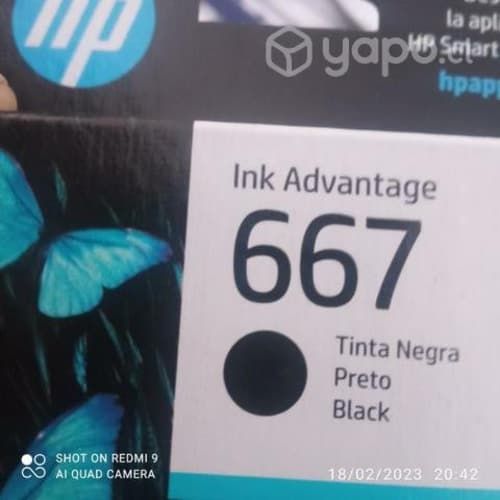 hp
la apl
yapo.cl
HP Smart
hpapp
Ink Advantage
667
Tinta Negra
Preto
Black
SHOT ON REDMI 9
AI QUAD CAMERA
18/02/2023 20:42